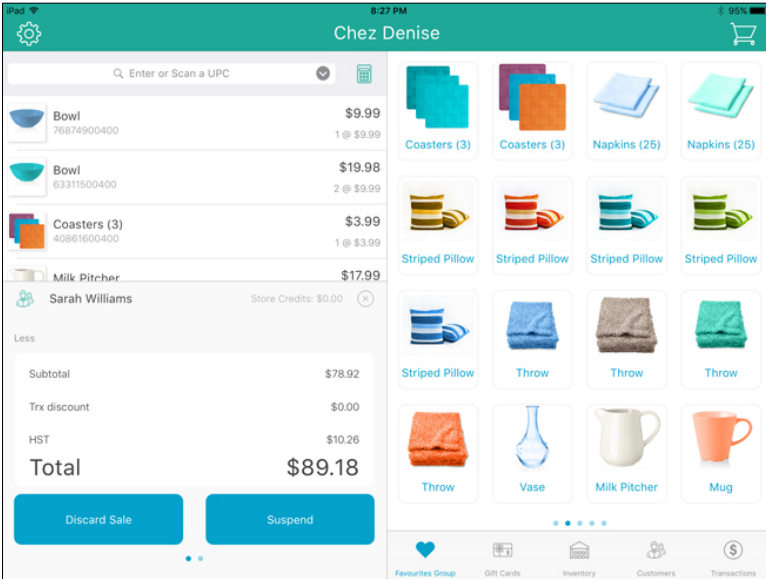 iPad
8:27 PM
95%
Chez Denise
Enter or Scan a UPC
Bowl
$9.99
76874900400
1 @ $9.99
Bowl
$19.98
63311500400
2 @ $9.99
Coasters (3)
$3.99
40861600400
1 @ $3.99
Milk Pitcher
$17.99
Sarah Williams
Store Credits: $0.00
Less
Subtotal
$78.92
Trx discount
$0.00
HST
$10.26
Total
$89.18
Discard Sale
Suspend
Coasters (3)
Coasters (3)
Napkins (25)
Napkins (25)
Striped Pillow
Striped Pillow
Striped Pillow
Striped Pillow
Striped Pillow
Throw
Throw
Throw
Throw
Vase
Milk Pitcher
Mug
Favourites Group
Gift Cards
Inventory
Customers
Transactions